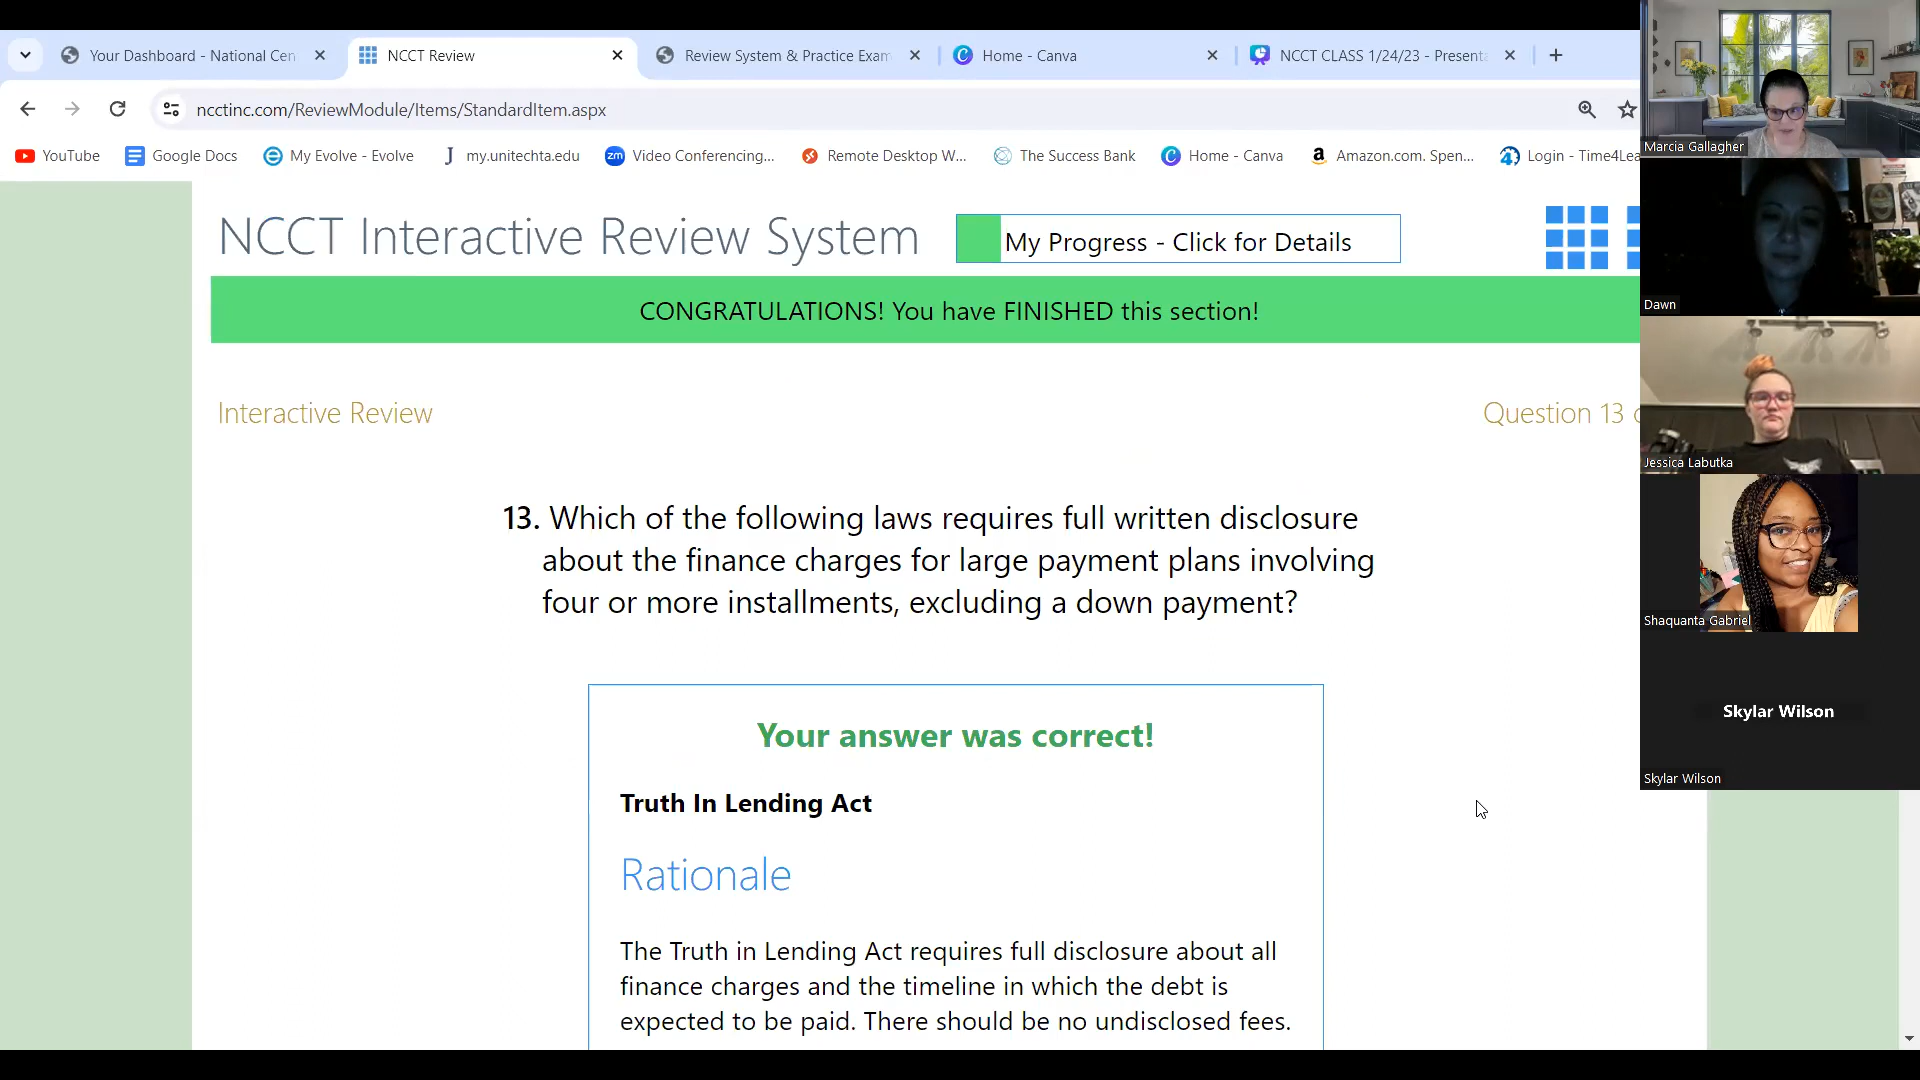 Your Dashboard - National Cen
NCCT Review
Review System & Practice Exam
Home - Canva
NCCT CLASS 1/24/23 - Presenta
ncctinc.com/ReviewModule/Items/StandardItem.aspx
YouTube
Google Docs
My Evolve - Evolve
my.unitechta.edu
zm Video Conferencing...
Remote Desktop W...
The Success Bank
Home - Canva
Amazon.com. Spen...
Login - Time4Lea
NCCT Interactive Review System
My Progress - Click for Details
CONGRATULATIONS! You have FINISHED this section!
Interactive Review
Question 13
13. Which of the following laws requires full written disclosure
about the finance charges for large payment plans involving
four or more installments, excluding a down payment?
Your answer was correct!
Truth In Lending Act
Rationale
The Truth in Lending Act requires full disclosure about all
finance charges and the timeline in which the debt is
expected to be paid. There should be no undisclosed fees.
Marcia Gallagher
Dawn
Jessica Labutka
Shaquanta Gabriel
Skylar Wilson
Skylar Wilson